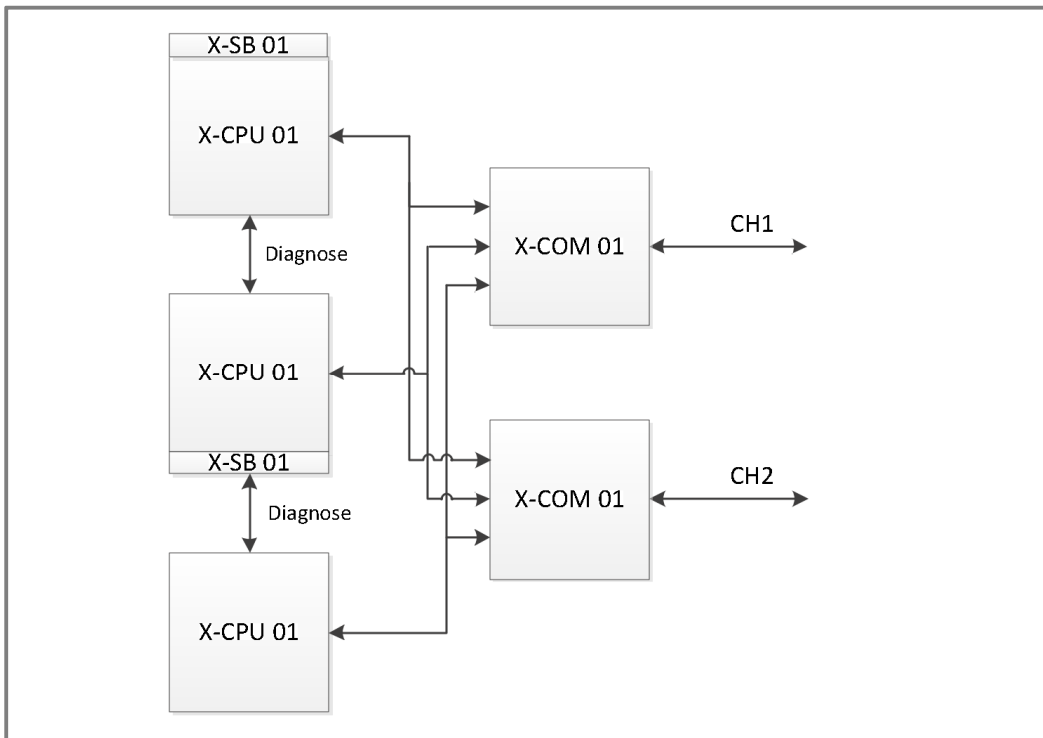 X-SB 01
X-CPU 01
Diagnose
X-CPU 01
X-SB 01
Diagnose
X-CPU 01
X-COM 01
CH1
X-COM 01
CH2